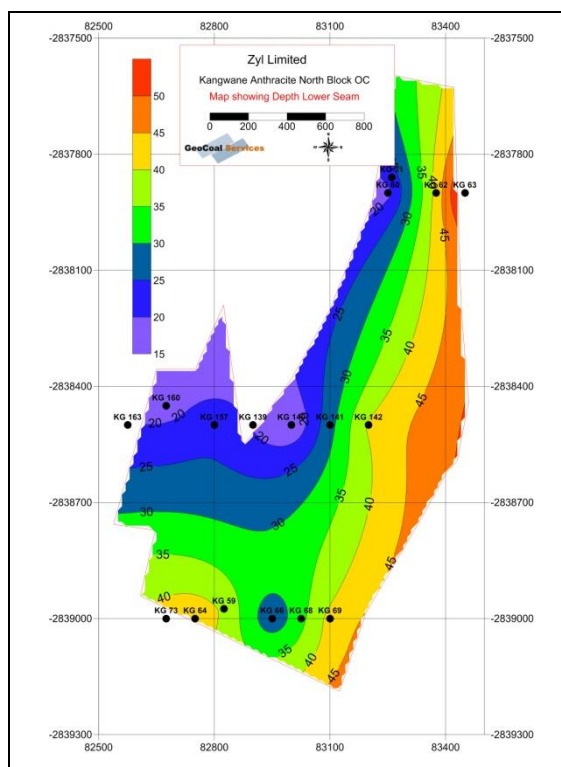 82500 82800 83100 83400
-2837500 -2837500
Zyl Limited
Kangwane Anthracite North Block OC
Map showing Depth Lower Seam
0 200 400 600 800
GeoCoal Services
50
45
40
35
30
25
20
15
-2837800 -2837800
35 40
KG 60 KG 62 KG 63
20 30 45
-2838100 -2838100
25 35 40
30
-2838400 -2838400
KG 160 45
KG 163 20 20 KG 157 KG 139 20 KG 141 KG 142
20
25 25
35 40
-2838700 -2838700
30 30
35
45
40 KG 59
KG 73 KG 64 KG 66 KG 68 KG 69
-2839000 -2839000
35 40 45
-2839300 -2839300
82500 82800 83100 83400